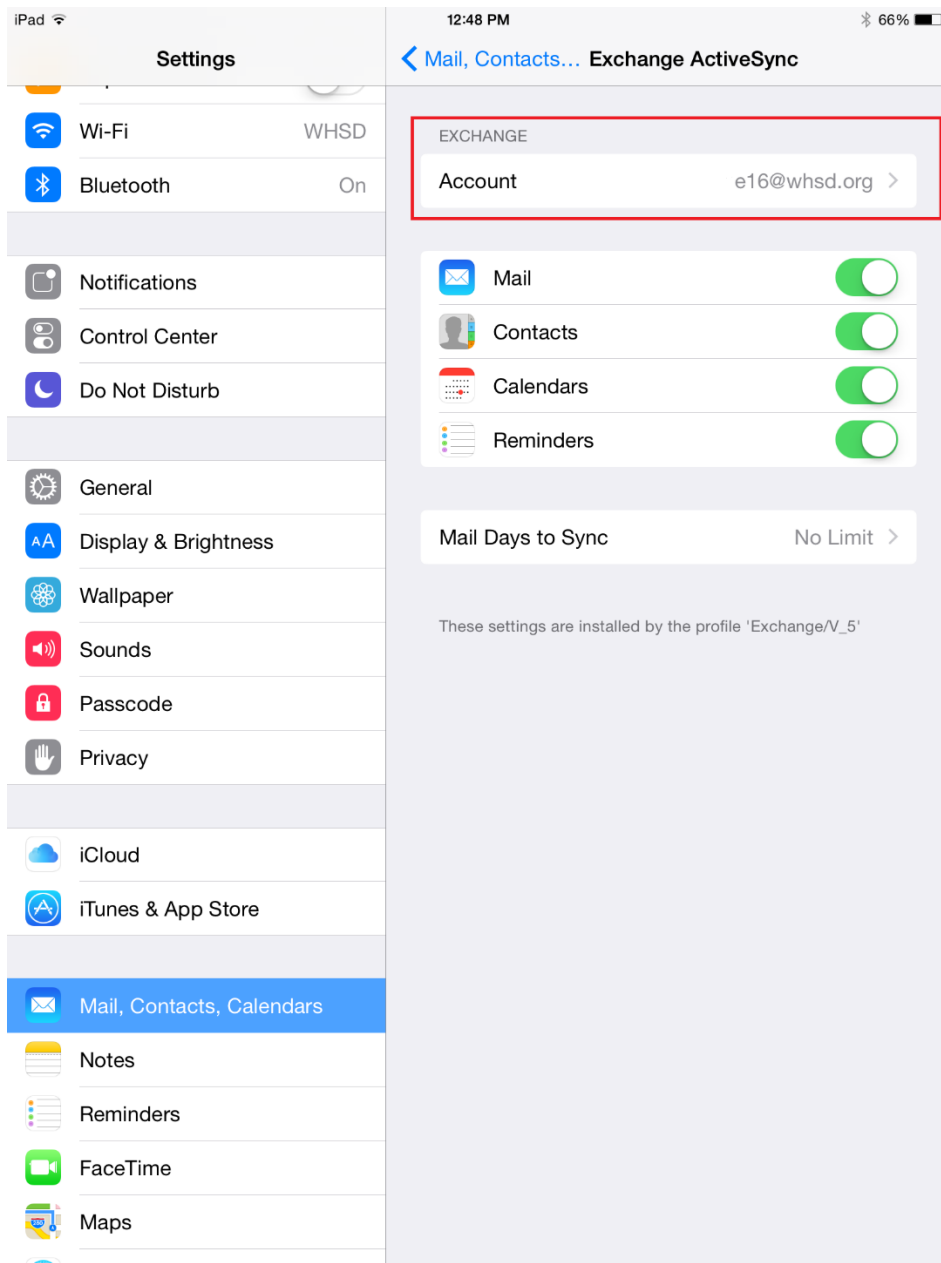 iPad 12:48 PM 66%
Settings
Mail, Contacts... Exchange ActiveSync
Wi-Fi WHSD
Bluetooth On
Notifications
Control Center
Do Not Disturb
General
AA Display & Brightness
Wallpaper
Sounds
Passcode
Privacy
iCloud
iTunes & App Store
Mail, Contacts, Calendars
Notes
Reminders
FaceTime
280 Maps
EXCHANGE
Account e16@whsd.org
Mail
Contacts
Calendars
Reminders
Mail Days to Sync No Limit
These settings are installed by the profile 'Exchange/V_5'